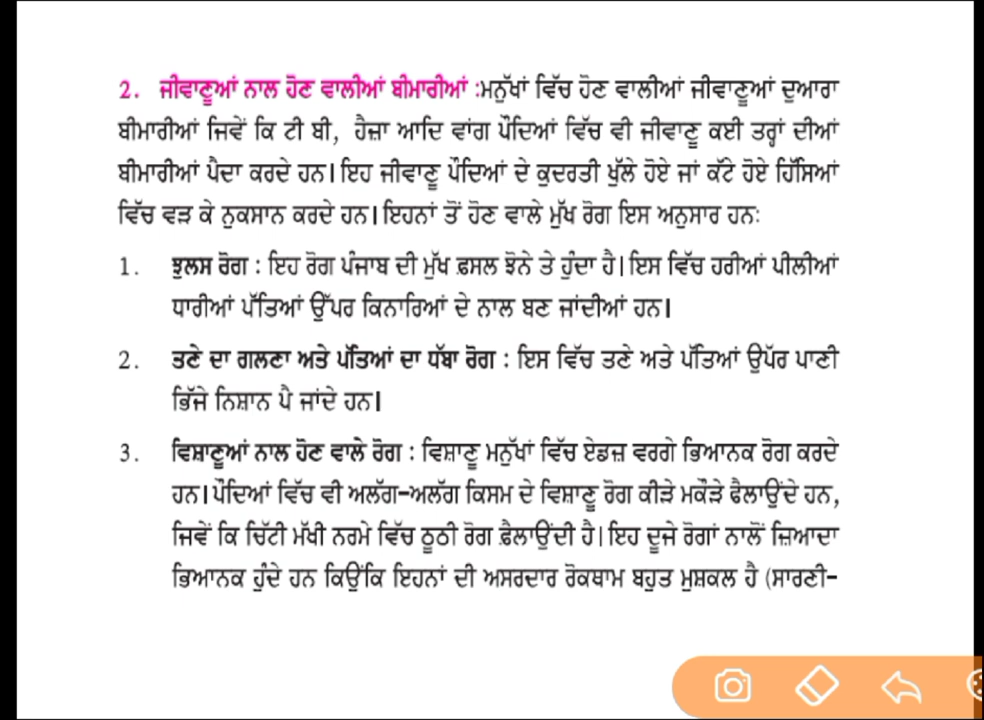 2. ਜੀਵਾਣੂਆਂ ਨਾਲ ਹੋਣ ਵਾਲੀਆਂ ਬੀਮਾਰੀਆਂ :ਮਨੁੱਖਾਂ ਵਿੱਚ ਹੋਣ ਵਾਲੀਆਂ ਜੀਵਾਣੂਆਂ ਦੁਆਰਾ
ਬੀਮਾਰੀਆਂ ਜਿਵੇਂ ਕਿ ਟੀ ਬੀ, ਹੈਜ਼ਾ ਆਦਿ ਵਾਂਗ ਪੌਦਿਆਂ ਵਿੱਚ ਵੀ ਜੀਵਾਣੂ ਕਈ ਤਰ੍ਹਾਂ ਦੀਆਂ
ਬੀਮਾਰੀਆਂ ਪੈਦਾ ਕਰਦੇ ਹਨ। ਇਹ ਜੀਵਾਣੂ ਪੌਦਿਆਂ ਦੇ ਕੁਦਰਤੀ ਖੁੱਲੇ ਹੋਏ ਜਾਂ ਕੱਟੇ ਹੋਏ ਹਿੱਸਿਆਂ
ਵਿੱਚ ਵੜ ਕੇ ਨੁਕਸਾਨ ਕਰਦੇ ਹਨ। ਇਹਨਾਂ ਤੋਂ ਹੋਣ ਵਾਲੇ ਮੁੱਖ ਰੋਗ ਇਸ ਅਨੁਸਾਰ ਹਨ:
1. ਝੁਲਸ ਰੋਗ : ਇਹ ਰੋਗ ਪੰਜਾਬ ਦੀ ਮੁੱਖ ਫ਼ਸਲ ਝੋਨੇ ਤੇ ਹੁੰਦਾ ਹੈ। ਇਸ ਵਿੱਚ ਹਰੀਆਂ ਪੀਲੀਆਂ
ਧਾਰੀਆਂ ਪੱਤਿਆਂ ਉੱਪਰ ਕਿਨਾਰਿਆਂ ਦੇ ਨਾਲ ਬਣ ਜਾਂਦੀਆਂ ਹਨ।
2. ਤਣੇ ਦਾ ਗਲਣਾ ਅਤੇ ਪੱਤਿਆਂ ਦਾ ਧੱਬਾ ਰੋਗ : ਇਸ ਵਿੱਚ ਤਣੇ ਅਤੇ ਪੱਤਿਆਂ ਉਪੱਰ ਪਾਣੀ
ਭਿੱਜੇ ਨਿਸ਼ਾਨ ਪੈ ਜਾਂਦੇ ਹਨ।
3. ਵਿਸ਼ਾਣੂਆਂ ਨਾਲ ਹੋਣ ਵਾਲੇ ਰੋਗ : ਵਿਸ਼ਾਣੂ ਮਨੁੱਖਾਂ ਵਿੱਚ ਏਡਜ਼ ਵਰਗੇ ਭਿਆਨਕ ਰੋਗ ਕਰਦੇ
ਹਨ। ਪੌਦਿਆਂ ਵਿੱਚ ਵੀ ਅਲੱਗ-ਅਲੱਗ ਕਿਸਮ ਦੇ ਵਿਸ਼ਾਣੂ ਰੋਗ ਕੀੜੇ ਮਕੌੜੇ ਫੈਲਾਉਂਦੇ ਹਨ,
ਜਿਵੇਂ ਕਿ ਚਿੱਟੀ ਮੱਖੀ ਨਰਮੇ ਵਿੱਚ ਠੂਠੀ ਰੋਗ ਫ਼ੈਲਾਉਂਦੀ ਹੈ। ਇਹ ਦੂਜੇ ਰੋਗਾਂ ਨਾਲੋਂ ਜ਼ਿਆਦਾ
ਭਿਆਨਕ ਹੁੰਦੇ ਹਨ ਕਿਉਂਕਿ ਇਹਨਾਂ ਦੀ ਅਸਰਦਾਰ ਰੋਕਥਾਮ ਬਹੁਤ ਮੁਸ਼ਕਲ ਹੈ (ਸਾਰਣੀ-